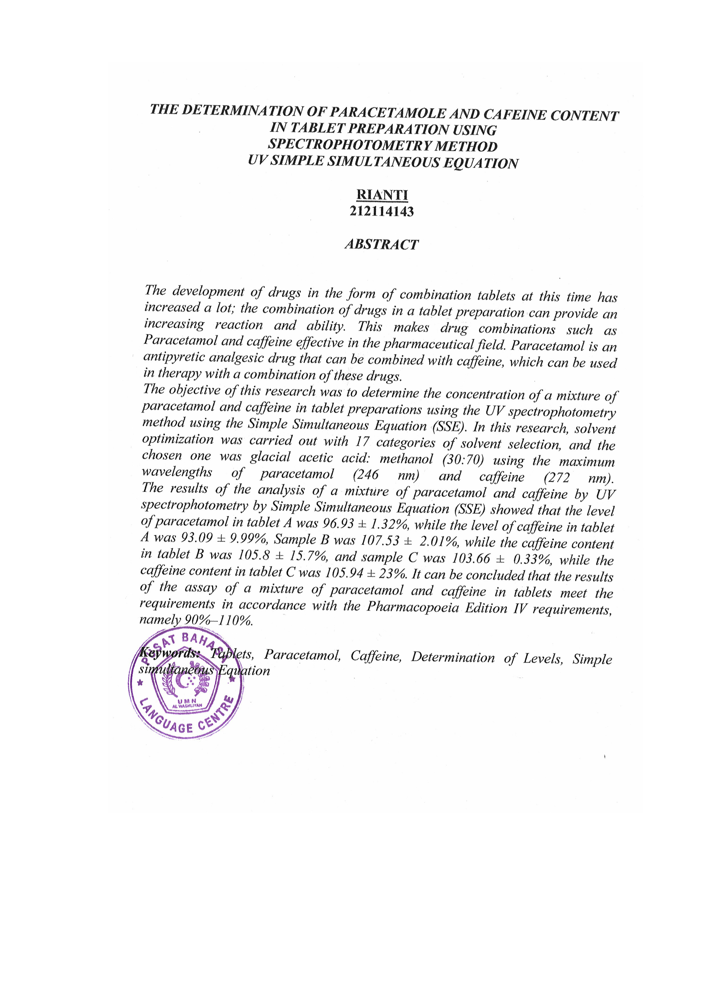 THE DETERMINATION OF PARACETAMOLE AND CAFEINE CONTENT
IN TABLET PREPARATION USING
SPECTROPHOTOMETRY METHOD
UV SIMPLE SIMULTANEOUS EQUATION
RIANTI
212114143
ABSTRACT
The development of drugs in the form of combination tablets at this time has
increased a lot; the combination of drugs in a tablet preparation can provide an
increasing reaction and ability. This makes drug combinations such as
Paracetamol and caffeine effective in the pharmaceutical field. Paracetamol is an
antipyretic analgesic drug that can be combined with caffeine, which can be used
in therapy with a combination of these drugs.
The objective of this research was to determine the concentration of a mixture of
paracetamol and caffeine in tablet preparations using the UV spectrophotometry
method using the Simple Simultaneous Equation (SSE). In this research, solvent
optimization was carried out with 17 categories of solvent selection, and the
chosen one was glacial acetic acid: methanol (30:70) using the maximum
wavelengths of paracetamol (246 nm) and caffeine (272 nm).
The results of the analysis of a mixture of paracetamol and caffeine by UV
spectrophotometry by Simple Simultaneous Equation (SSE) showed that the level
of paracetamol in tablet A was 96.93 ± 1.32%, while the level of caffeine in tablet
A was 93.09 ± 9.99%, Sample B was 107.53 ± 2.01%, while the caffeine content
in tablet B was 105.8 ± 15.7%, and sample C was 103.66 ± 0.33%, while the
caffeine content in tablet C was 105.94 ± 23%. It can be concluded that the results
of the assay of a mixture of paracetamol and caffeine in tablets meet the
requirements in accordance with the Pharmacopoeia Edition IV requirements,
namely 90%–110%.
Keywords: Tablets, Paracetamol, Caffeine, Determination of Levels, Simple
simultaneous Equation
PUSAT BAHASA
UMN
AL WASHLIYAH
LANGUAGE CENTRE